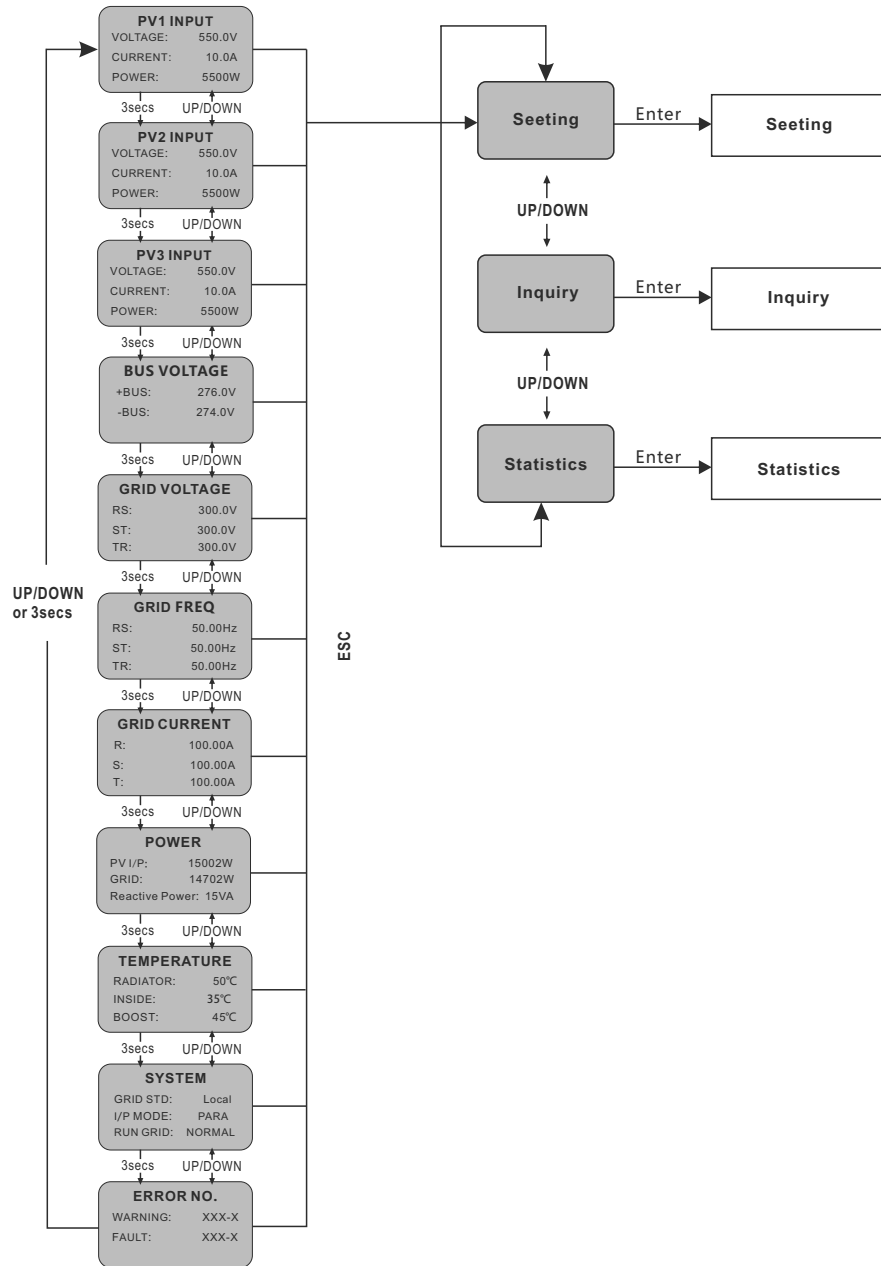 PV1 INPUT
VOLTAGE: 550.0V
CURRENT: 10.0A
POWER: 5500W
3secs UP/DOWN
PV2 INPUT
VOLTAGE: 550.0V
CURRENT: 10.0A
POWER: 5500W
3secs UP/DOWN
PV3 INPUT
VOLTAGE: 550.0V
CURRENT: 10.0A
POWER: 5500W
3secs UP/DOWN
BUS VOLTAGE
+BUS: 276.0V
-BUS: 274.0V
3secs UP/DOWN
GRID VOLTAGE
RS: 300.0V
ST: 300.0V
TR: 300.0V
3secs UP/DOWN
GRID FREQ
RS: 50.00Hz
ST: 50.00Hz
TR: 50.00Hz
3secs UP/DOWN
GRID CURRENT
R: 100.00A
S: 100.00A
T: 100.00A
3secs UP/DOWN
POWER
PV I/P: 15002W
GRID: 14702W
Reactive Power: 15VA
3secs UP/DOWN
TEMPERATURE
RADIATOR: 50℃
INSIDE: 35℃
BOOST: 45℃
3secs UP/DOWN
SYSTEM
GRID STD: Local
I/P MODE: PARA
RUN GRID: NORMAL
3secs UP/DOWN
ERROR NO.
WARNING: XXX-X
FAULT: XXX-X
UP/DOWN
or 3secs
ESC
Seeting Enter Seeting
UP/DOWN
Inquiry Enter Inquiry
UP/DOWN
Statistics Enter Statistics